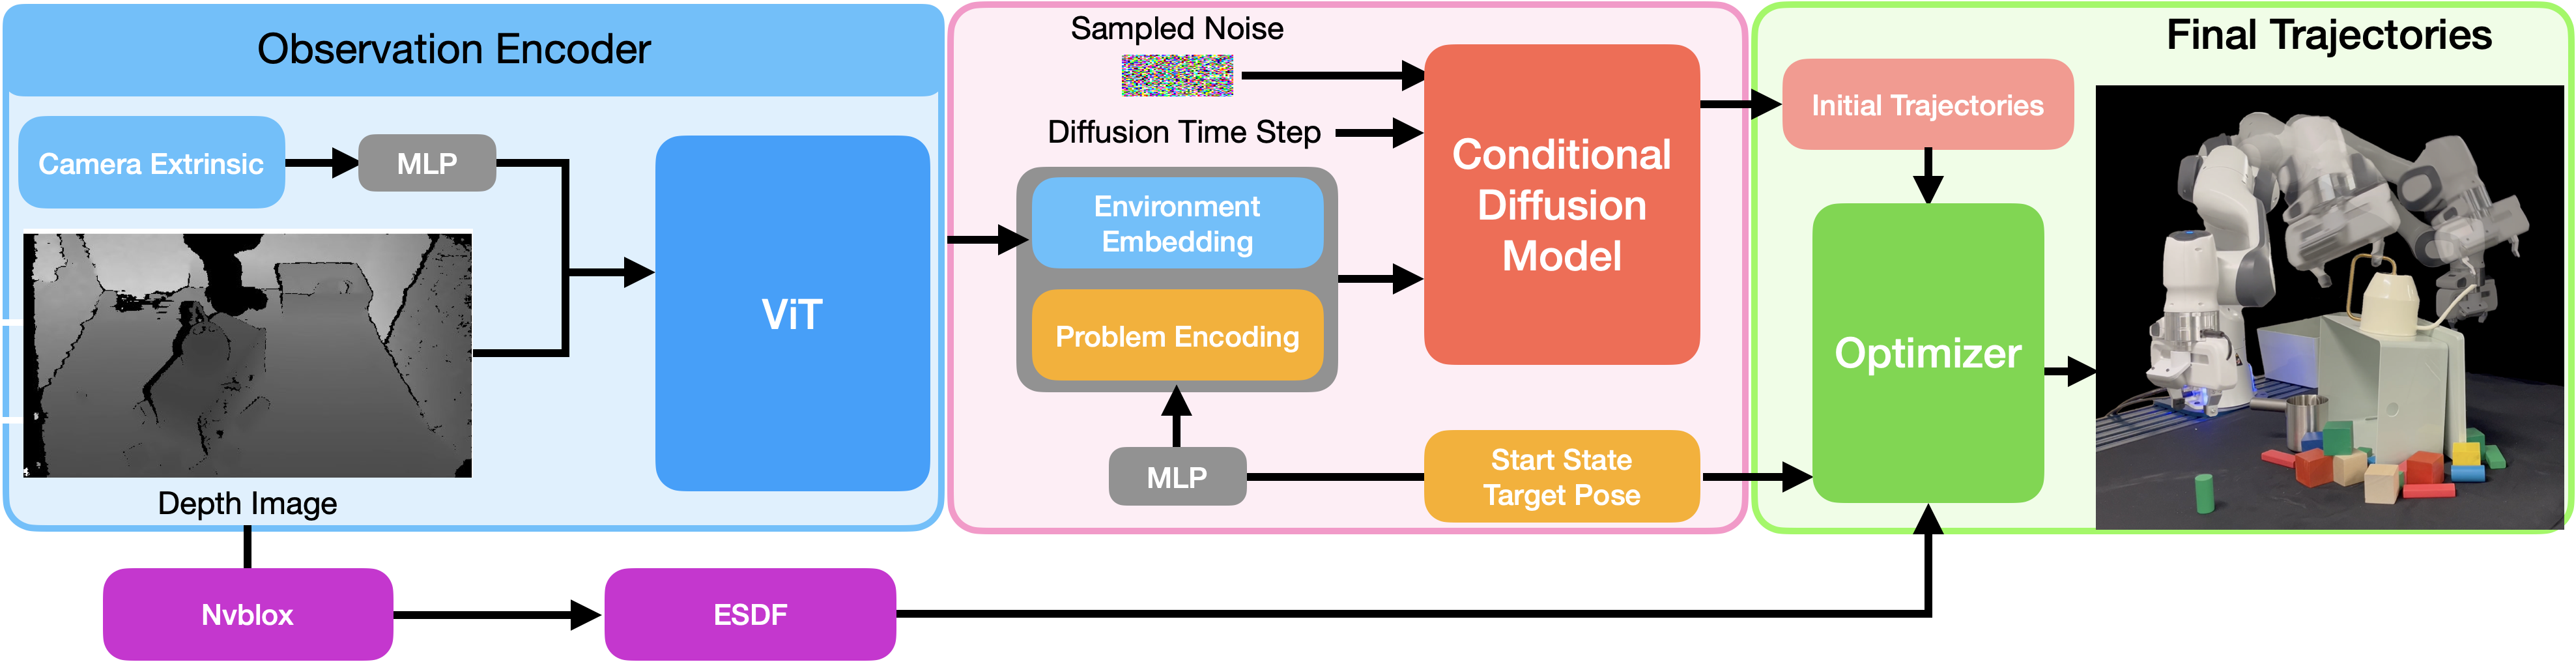 Observation Encoder
Camera Extrinsic
MLP
ViT
Depth Image
Nvblox
ESDF
Sampled Noise
Diffusion Time Step
Environment
Embedding
Problem Encoding
MLP
Conditional
Diffusion
Model
Start State
Target Pose
Final Trajectories
Initial Trajectories
Optimizer